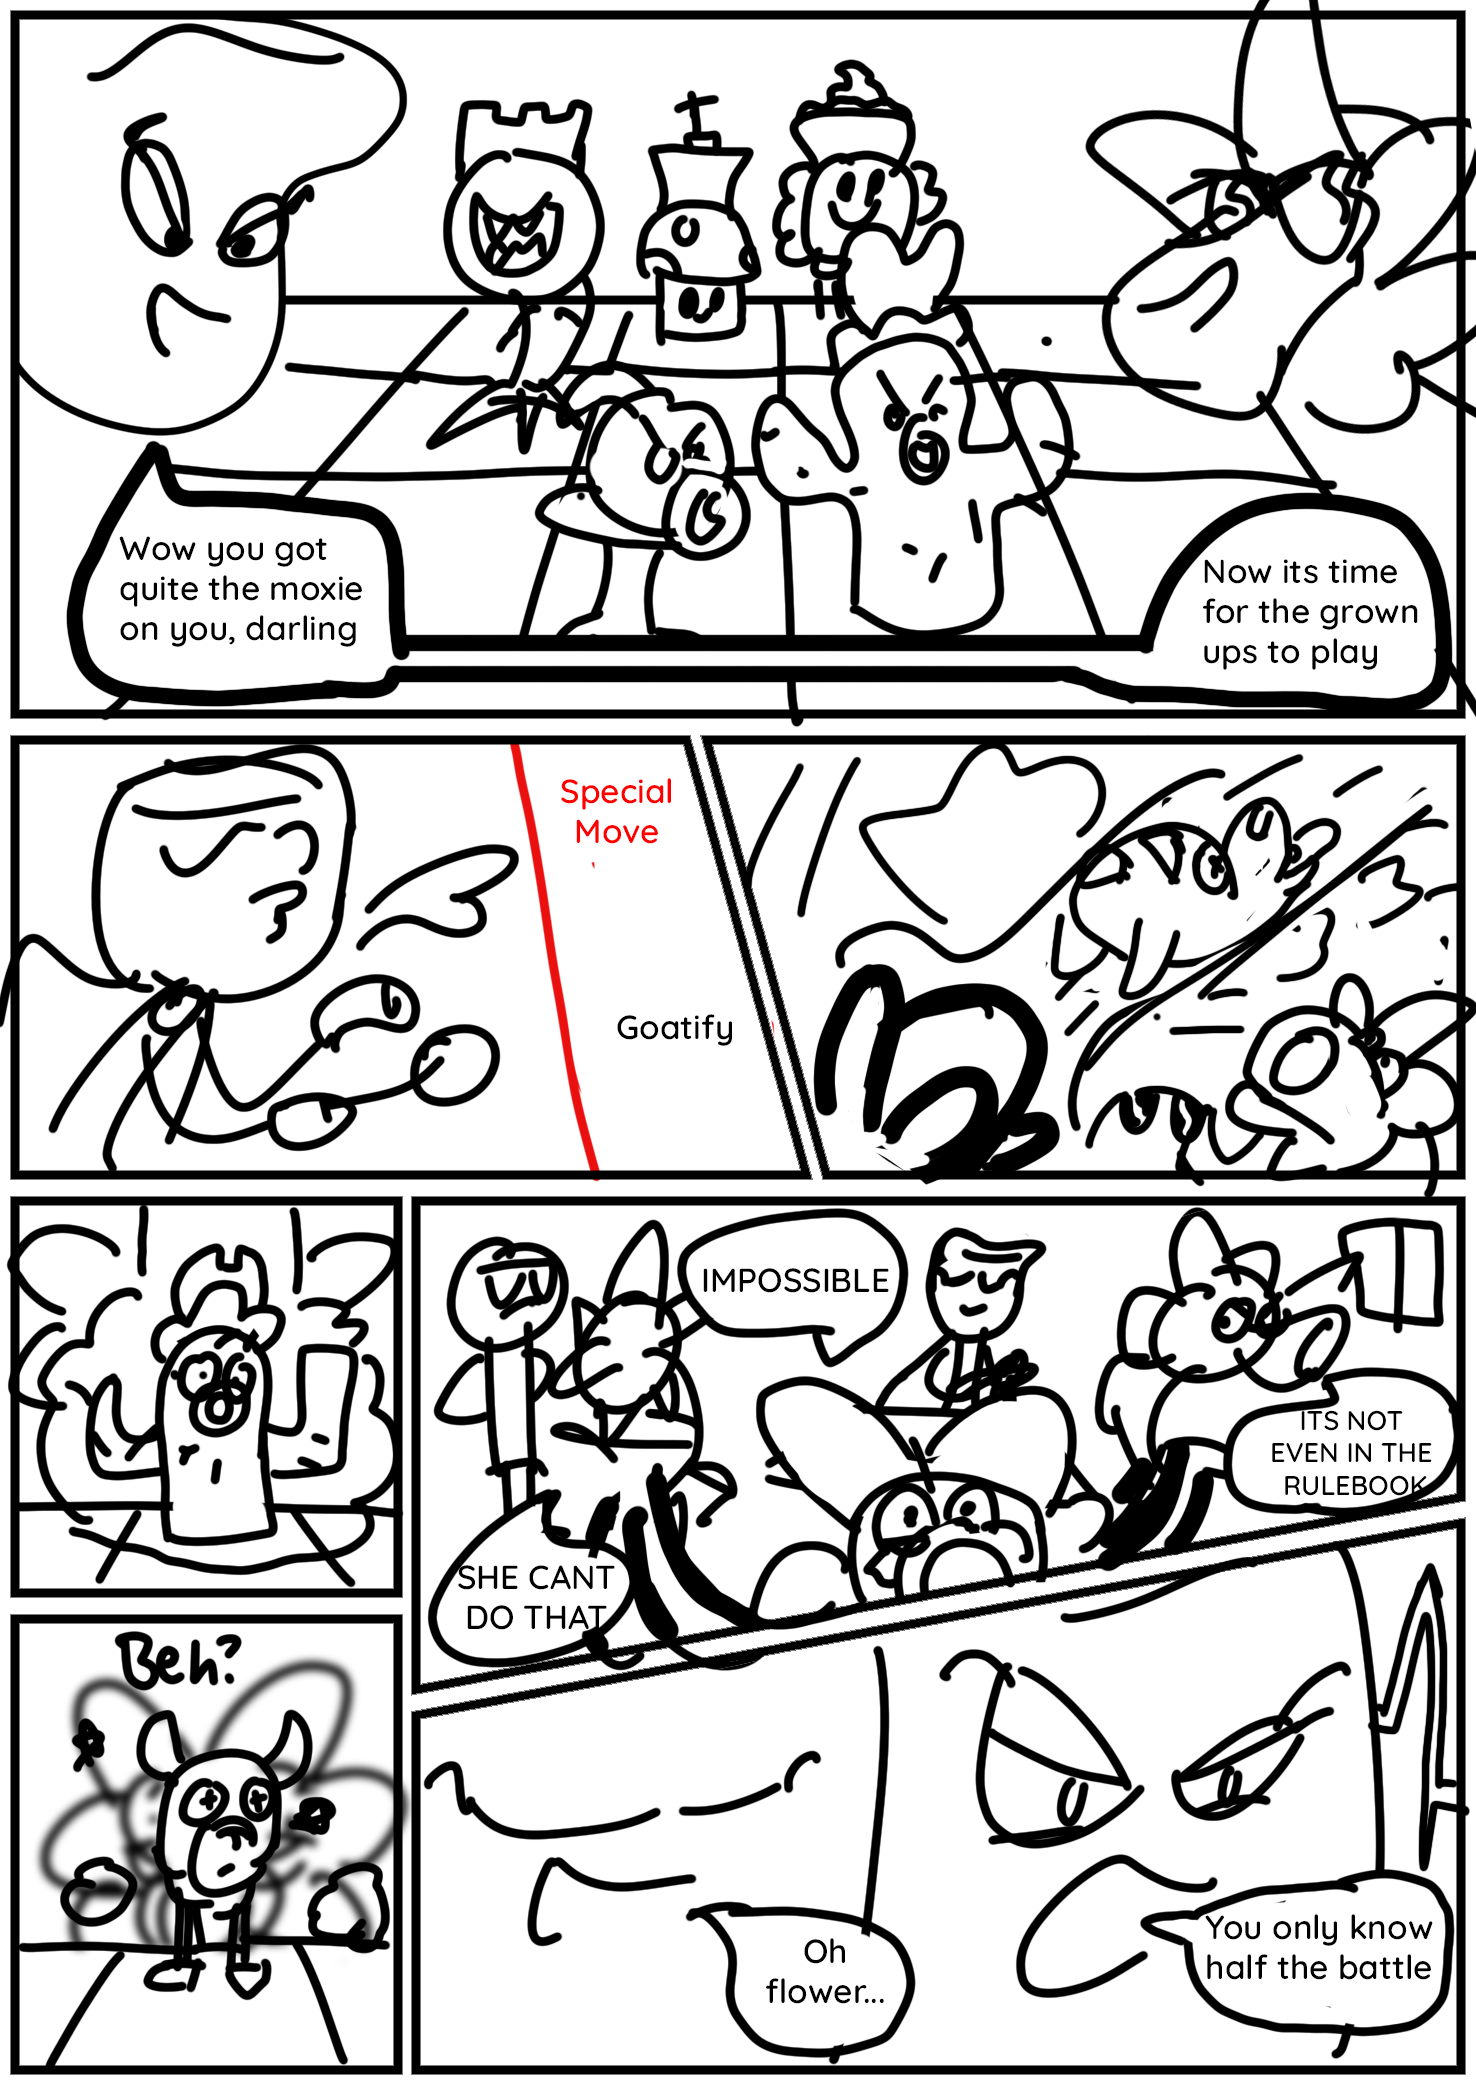 Wow you got
quite the moxie
on you, darling
Now its time
for the grown
ups to play
Special
Move
Goatify
IMPOSSIBLE
ITS NOT
EVEN IN THE
RULEBOOK
SHE CANT
DO THAT
Beh?
Oh
flower...
You only know
half the battle